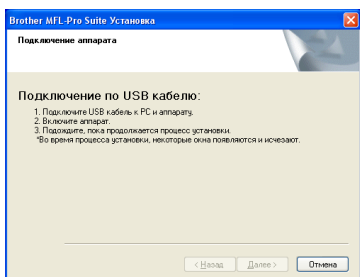 Brother MFL-Pro Suite Установка
Подключение аппарата
Подключение по USB кабелю:
1. Подключите USB кабель к PC и аппарату.
2. Включите аппарат.
3. Подождите, пока продолжается процесс установки.
*Во время процесса установки, некоторые окна появляются и исчезают.
< Назад Далее > Отмена